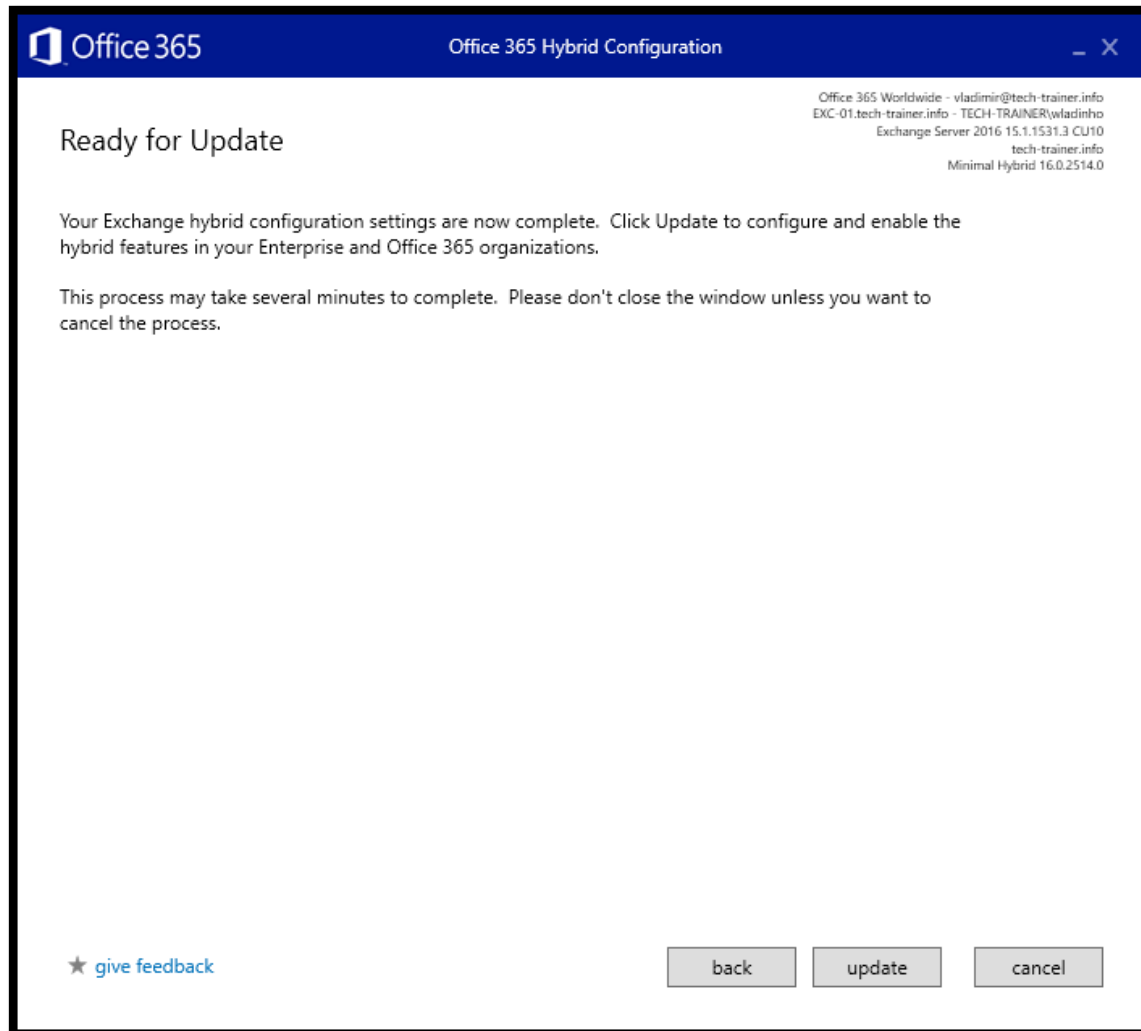 Office 365
Office 365 Hybrid Configuration
Office 365 Worldwide - vladimir@tech-trainer.info
EXC-01.tech-trainer.info - TECH-TRAINER\wladinho
Exchange Server 2016 15.1.1531.3 CU10
tech-trainer.info
Minimal Hybrid 16.0.2514.0
Ready for Update
Your Exchange hybrid configuration settings are now complete. Click Update to configure and enable the
hybrid features in your Enterprise and Office 365 organizations.
This process may take several minutes to complete. Please don't close the window unless you want to
cancel the process.
give feedback
back
update
cancel